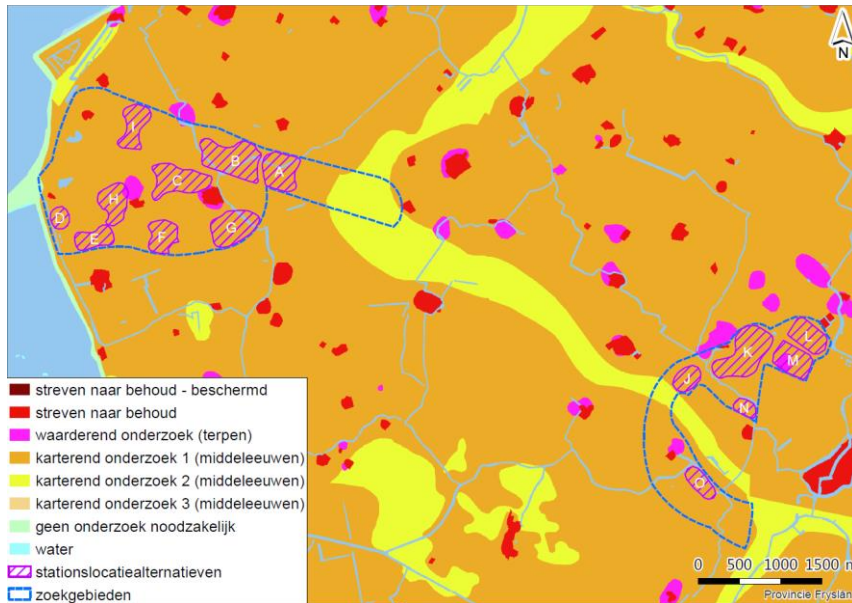 N
I
B
A
C
H
D
E
F
G
L
K
M
J
N
O
streven naar behoud - beschermd
streven naar behoud
waarderend onderzoek (terpen)
karterend onderzoek 1 (middeleeuwen)
karterend onderzoek 2 (middeleeuwen)
karterend onderzoek 3 (middeleeuwen)
geen onderzoek noodzakelijk
water
stationslocatiealternatieven
zoekgebieden
0 500 1000 1500 m
Provincie Fryslân